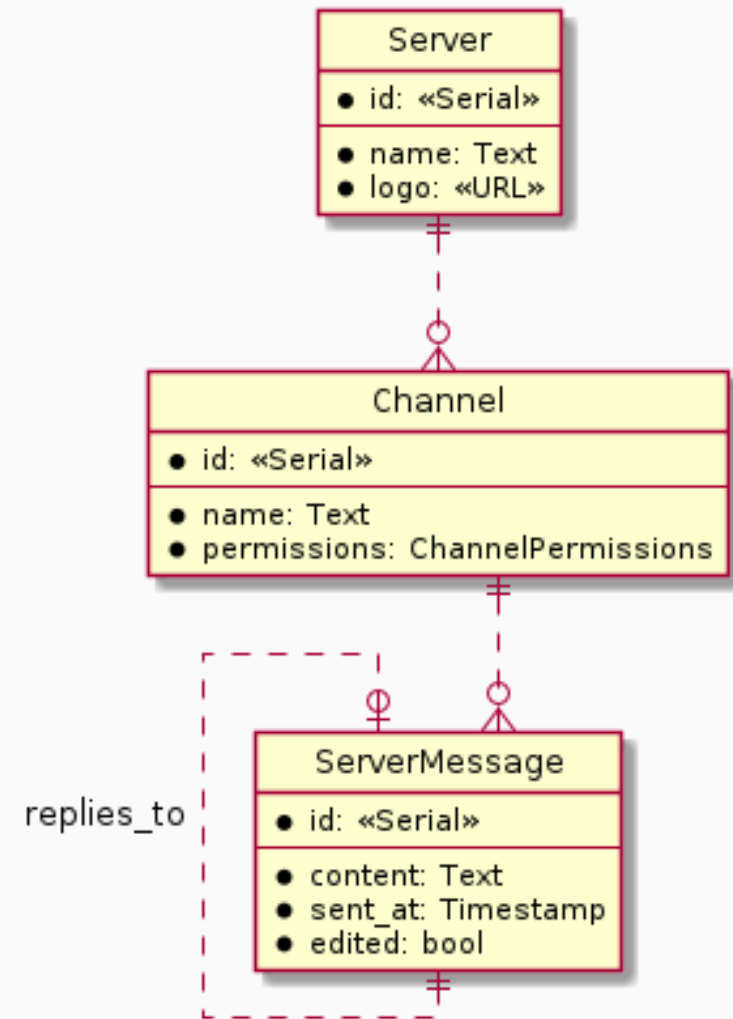 Server
id: «Serial»
name: Text
logo: «URL»
Channel
id: «Serial»
name: Text
permissions: ChannelPermissions
replies_to
ServerMessage
id: «Serial»
content: Text
sent_at: Timestamp
edited: bool